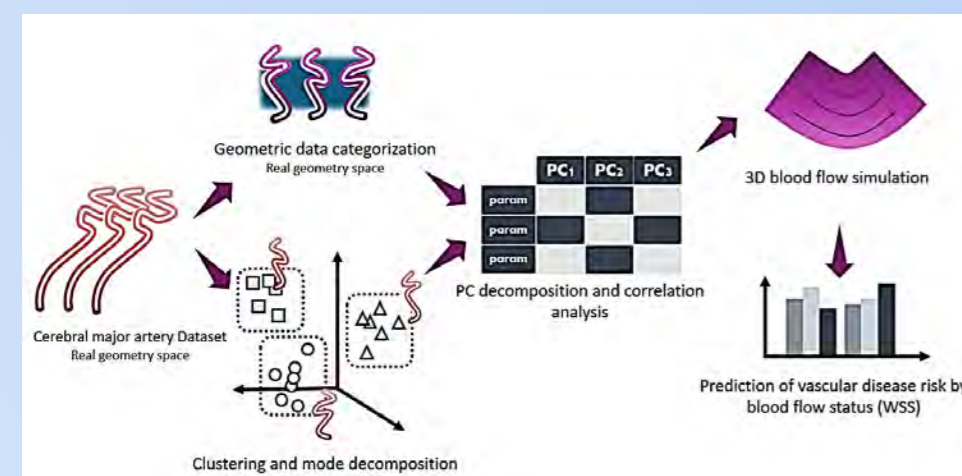 Geometric data categorization
Real geometry space
Cerebral major artery Dataset
Real geometry space
Clustering and mode decomposition
PC1 PC2 PC3
param
param
param
PC decomposition and correlation
analysis
3D blood flow simulation
Prediction of vascular disease risk by
blood flow status (WSS)